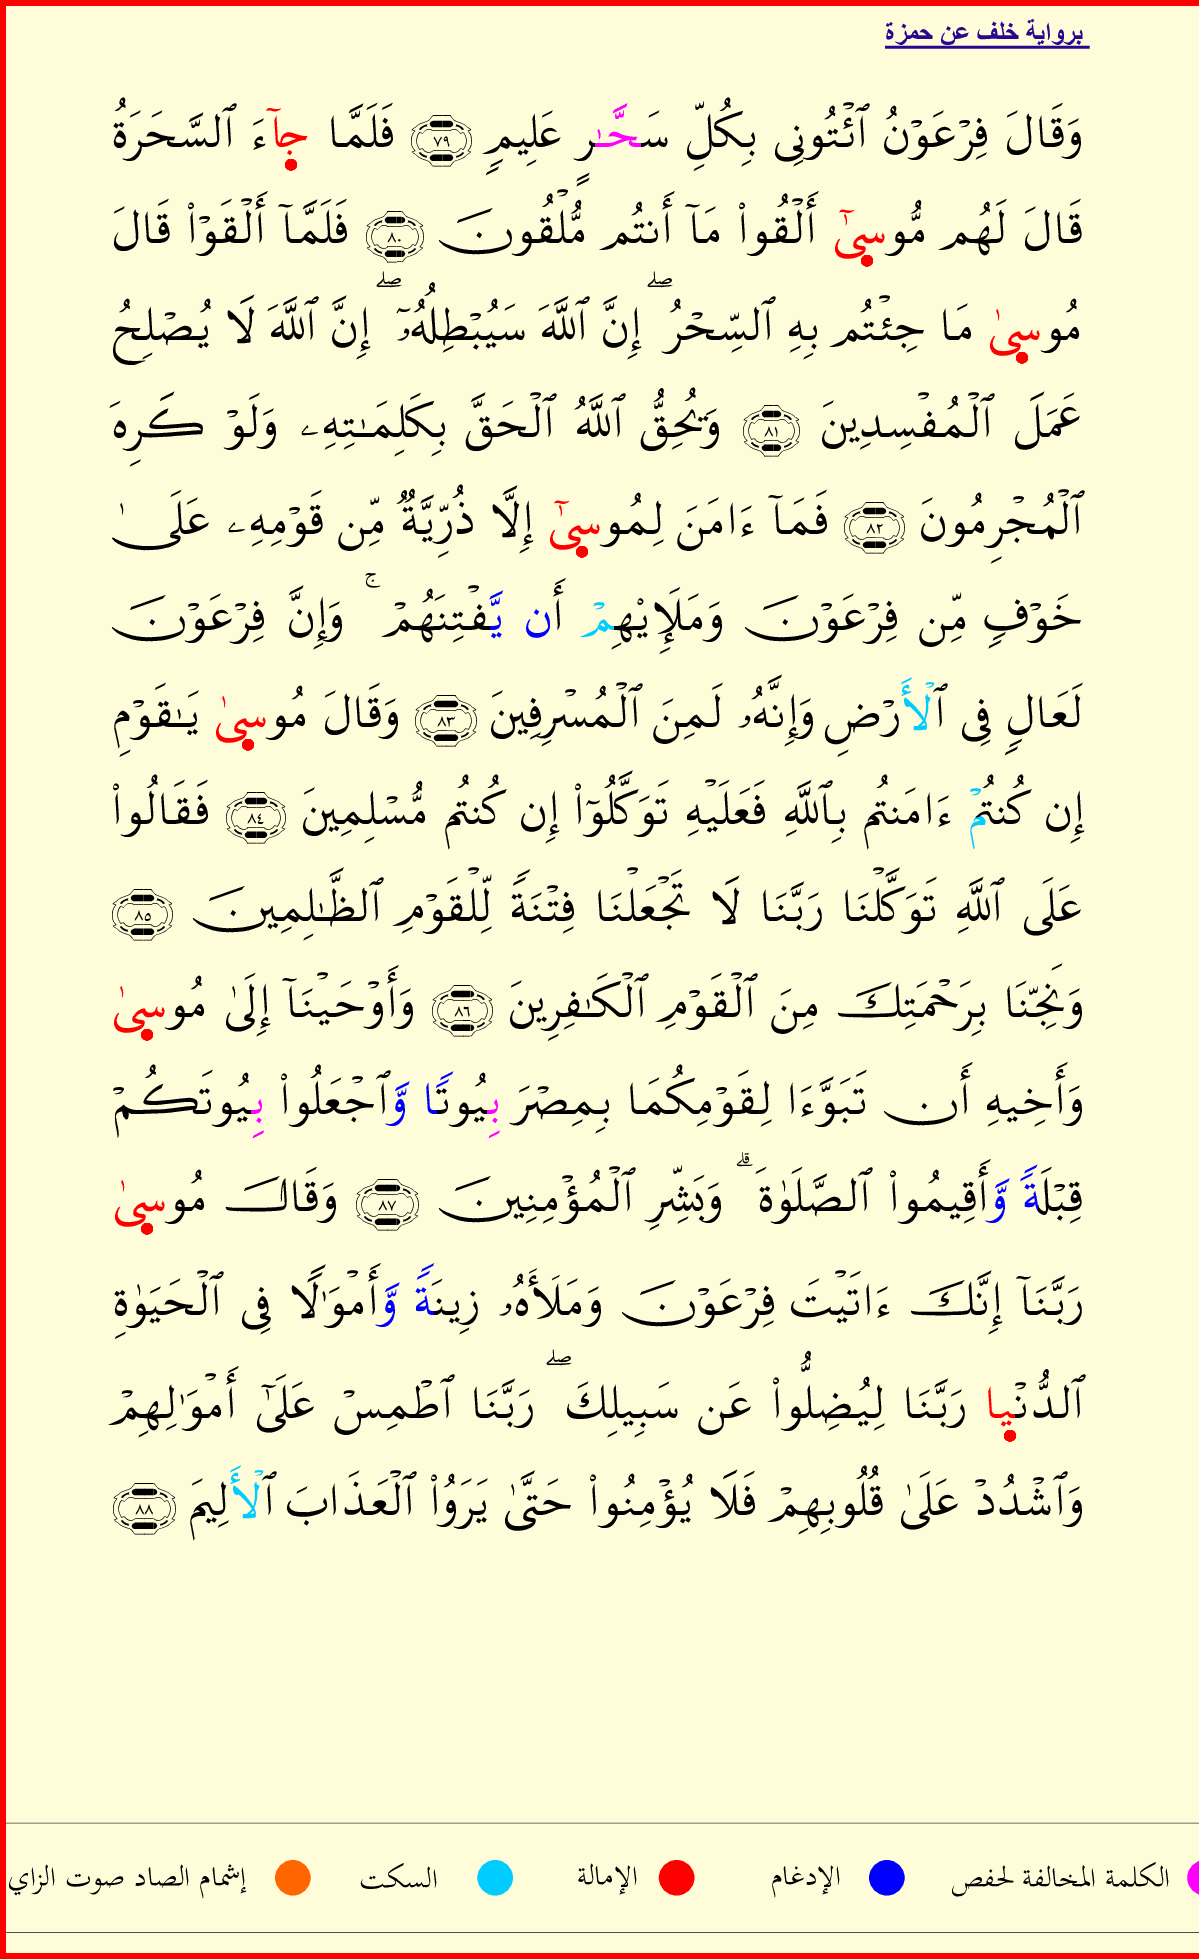 برواية خلف عن حمزة
وَقَالَ فِرْعَوْنُ ٱئْتُونِى بِكُلِّ سَحَّـٰرٍ عَلِيمٍ ٧٩ فَلَمَّا جَآءَ ٱلسَّحَرَةُ
قَالَ لَهُم مُّوسِىٰٓ أَلْقُوا۟ مَآ أَنتُم مُّلْقُونَ ٨٠ فَلَمَّآ أَلْقَوْا۟ قَالَ
مُوسِىٰ مَا جِئْتُم بِهِ ٱلسِّحْرُ ۖ إِنَّ ٱللَّهَ سَيُبْطِلُهُۥٓ ۖ إِنَّ ٱللَّهَ لَا يُصْلِحُ
عَمَلَ ٱلْمُفْسِدِينَ ٨١ وَيُحِقُّ ٱللَّهُ ٱلْحَقَّ بِكَلِمَـٰتِهِۦ وَلَوْ كَرِهَ
ٱلْمُجْرِمُونَ ٨٢ فَمَآ ءَامَنَ لِمُوسِىٰٓ إِلَّا ذُرِّيَّةٌ مِّن قَوْمِهِۦ عَلَىٰ
خَوْفٍ مِّن فِرْعَوْنَ وَمَلَإِيْهِمْ أَن يَّفْتِنَهُمْ ۚ وَإِنَّ فِرْعَوْنَ
لَعَالٍ فِى ٱلْأَرْضِ وَإِنَّهُۥ لَمِنَ ٱلْمُسْرِفِينَ ٨٣ وَقَالَ مُوسِىٰ يَـٰقَوْمِ
إِن كُنتُمْ ءَامَنتُم بِٱللَّهِ فَعَلَيْهِ تَوَكَّلُوٓا۟ إِن كُنتُم مُّسْلِمِينَ ٨٤ فَقَالُوا۟
عَلَى ٱللَّهِ تَوَكَّلْنَا رَبَّنَا لَا تَجْعَلْنَا فِتْنَةً لِّلْقَوْمِ ٱلظَّـٰلِمِينَ ٨٥
وَنَجِّنَا بِرَحْمَتِكَ مِنَ ٱلْقَوْمِ ٱلْكَـٰفِرِينَ ٨٦ وَأَوْحَيْنَآ إِلَىٰ مُوسِىٰ
وَأَخِيهِ أَن تَبَوَّءَا لِقَوْمِكُمَا بِمِصْرَ بِيُوتًا وَّٱجْعَلُوا۟ بِيُوتَكُمْ
قِبْلَةً وَّأَقِيمُوا۟ ٱلصَّلَوٰةَ ۗ وَبَشِّرِ ٱلْمُؤْمِنِينَ ٨٧ وَقَالَ مُوسِىٰ
رَبَّنَآ إِنَّكَ ءَاتَيْتَ فِرْعَوْنَ وَمَلَأَهُۥ زِينَةً وَّأَمْوَٰلًا فِى ٱلْحَيَوٰةِ
ٱلدُّنْيِا رَبَّنَا لِيُضِلُّوا۟ عَن سَبِيلِكَ ۖ رَبَّنَا ٱطْمِسْ عَلَىٰٓ أَمْوَٰلِهِمْ
وَٱشْدُدْ عَلَىٰ قُلُوبِهِمْ فَلَا يُؤْمِنُوا۟ حَتَّىٰ يَرَوُا۟ ٱلْعَذَابَ ٱلْأَلِيمَ ٨٨
الكلمة المخالفة لحفص الإدغام الإمالة السكت إشمام الصاد صوت الزاي